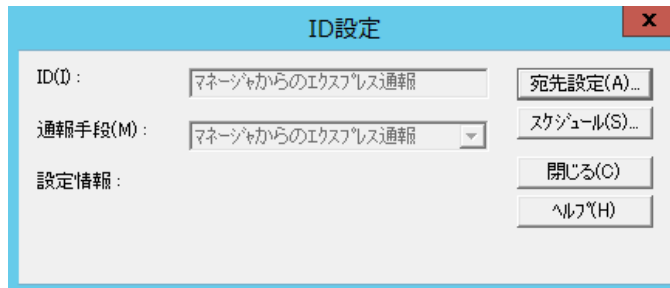 ID設定
x
ID(I) :
マネージャからのエクスプレス通報
宛先設定(A)...
通報手段(M) :
マネージャからのエクスプレス通報
スケジュール(S)...
設定情報 :
閉じる(C)
ヘルプ(H)